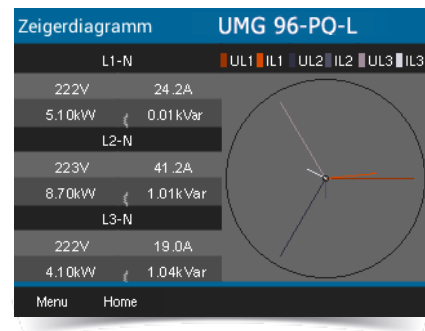 Zeigerdiagramm UMG 96-PQ-L
L1-N UL1 IL1 UL2 IL2 UL3 IL3
222V 24.2A
5.10kW 0.01kVar
L2-N
223V 41.2A
8.70kW 1.01kVar
L3-N
222V 19.0A
4.10kW 1.04kVar
Menu Home